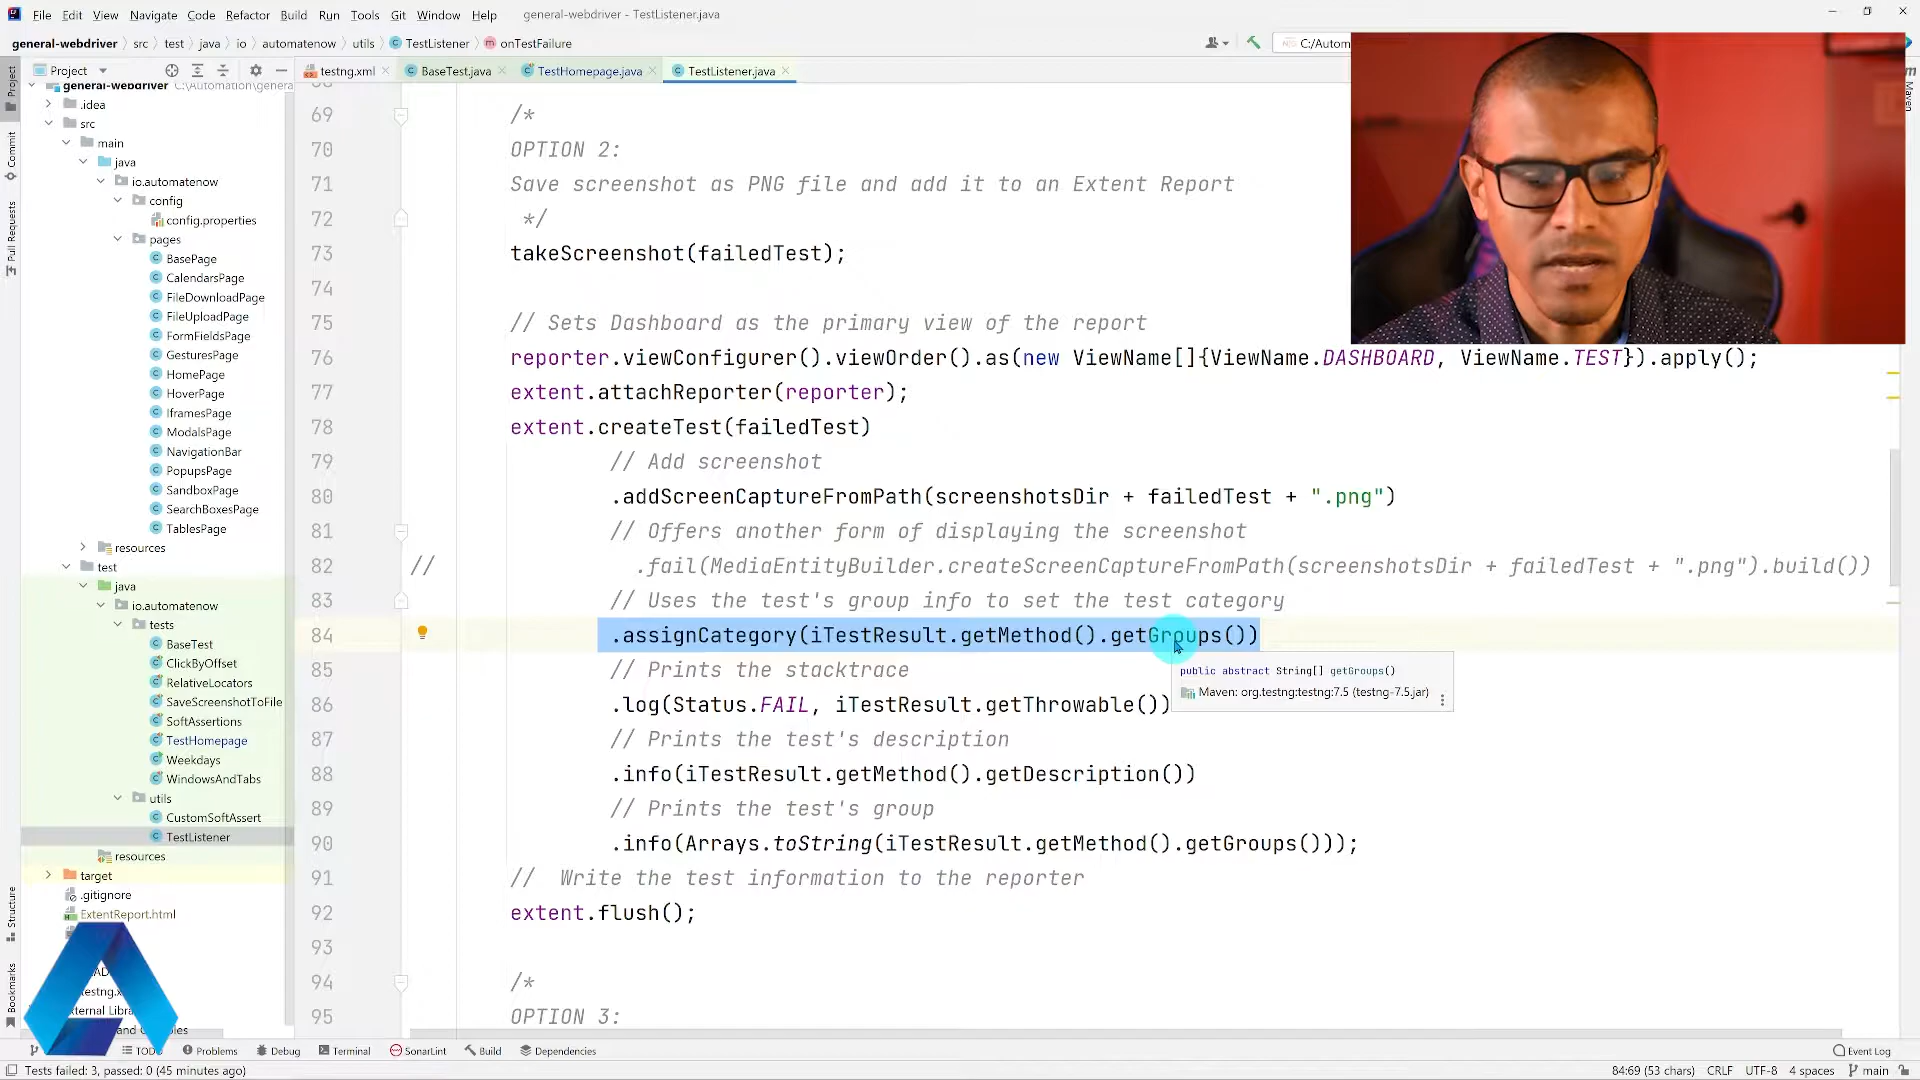 File Edit View Navigate Code Refactor Build Run Tools Git Window Help general-webdriver - TestListener.java
general-webdriver src test java io automatenow utils TestListener onTestFailure C:/Autom
Project testng.xml BaseTest.java TestHomepage.java TestListener.java
Project
Commit
Pull Requests
Structure
Bookmarks
Maven
general-webdriver C:\Automation\genera
.idea
src
main
java
io.automatenow
config
config.properties
pages
BasePage
CalendarsPage
FileDownloadPage
FileUploadPage
FormFieldsPage
GesturesPage
HomePage
HoverPage
IframesPage
ModalsPage
NavigationBar
PopupsPage
SandboxPage
SearchBoxesPage
TablesPage
resources
test
java
io.automatenow
tests
BaseTest
ClickByOffset
RelativeLocators
SaveScreenshotToFile
SoftAssertions
TestHomepage
Weekdays
WindowsAndTabs
utils
CustomSoftAssert
TestListener
resources
target
.gitignore
ExtentReport.html
testng.x
xternal Libra
69 /*
70 OPTION 2:
71 Save screenshot as PNG file and add it to an Extent Report
72 */
73 takeScreenshot(failedTest);
74
75 // Sets Dashboard as the primary view of the report
76 reporter.viewConfigurer().viewOrder().as(new ViewName[]{ViewName.DASHBOARD, ViewName.TEST}).apply();
77 extent.attachReporter(reporter);
78 extent.createTest(failedTest)
79 // Add screenshot
80 .addScreenCaptureFromPath(screenshotsDir + failedTest + ".png")
81 // Offers another form of displaying the screenshot
82 // .fail(MediaEntityBuilder.createScreenCaptureFromPath(screenshotsDir + failedTest + ".png").build())
83 // Uses the test's group info to set the test category
84 .assignCategory(iTestResult.getMethod().getGroups())
85 // Prints the stacktrace
86 .log(Status.FAIL, iTestResult.getThrowable())
87 // Prints the test's description
88 .info(iTestResult.getMethod().getDescription())
89 // Prints the test's group
90 .info(Arrays.toString(iTestResult.getMethod().getGroups()));
91 // Write the test information to the reporter
92 extent.flush();
93
94 /*
95 OPTION 3:
public abstract String[] getGroups()
Maven: org.testng:testng:7.5 (testng-7.5.jar)
TODO Problems Debug Terminal SonarLint Build Dependencies Event Log
Tests failed: 3, passed: 0 (45 minutes ago) 84:69 (53 chars) CRLF UTF-8 4 spaces main